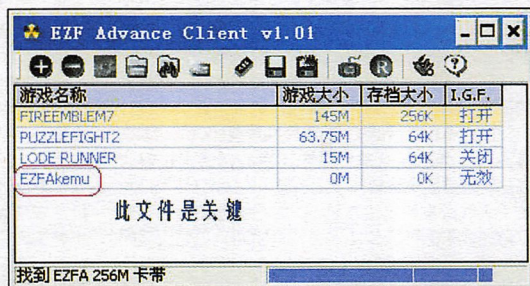 EZF Advance Client v1.01
游戏名称 游戏大小 存档大小 I.G.F.
FIREEMBLEM7 145M 256K 打开
PUZZLEFIGHT2 63.75M 64K 打开
LODE RUNNER 15M 64K 关闭
EZFAkemu 0M 0K 无效
此文件是关键
找到 EZFA 256M 卡带